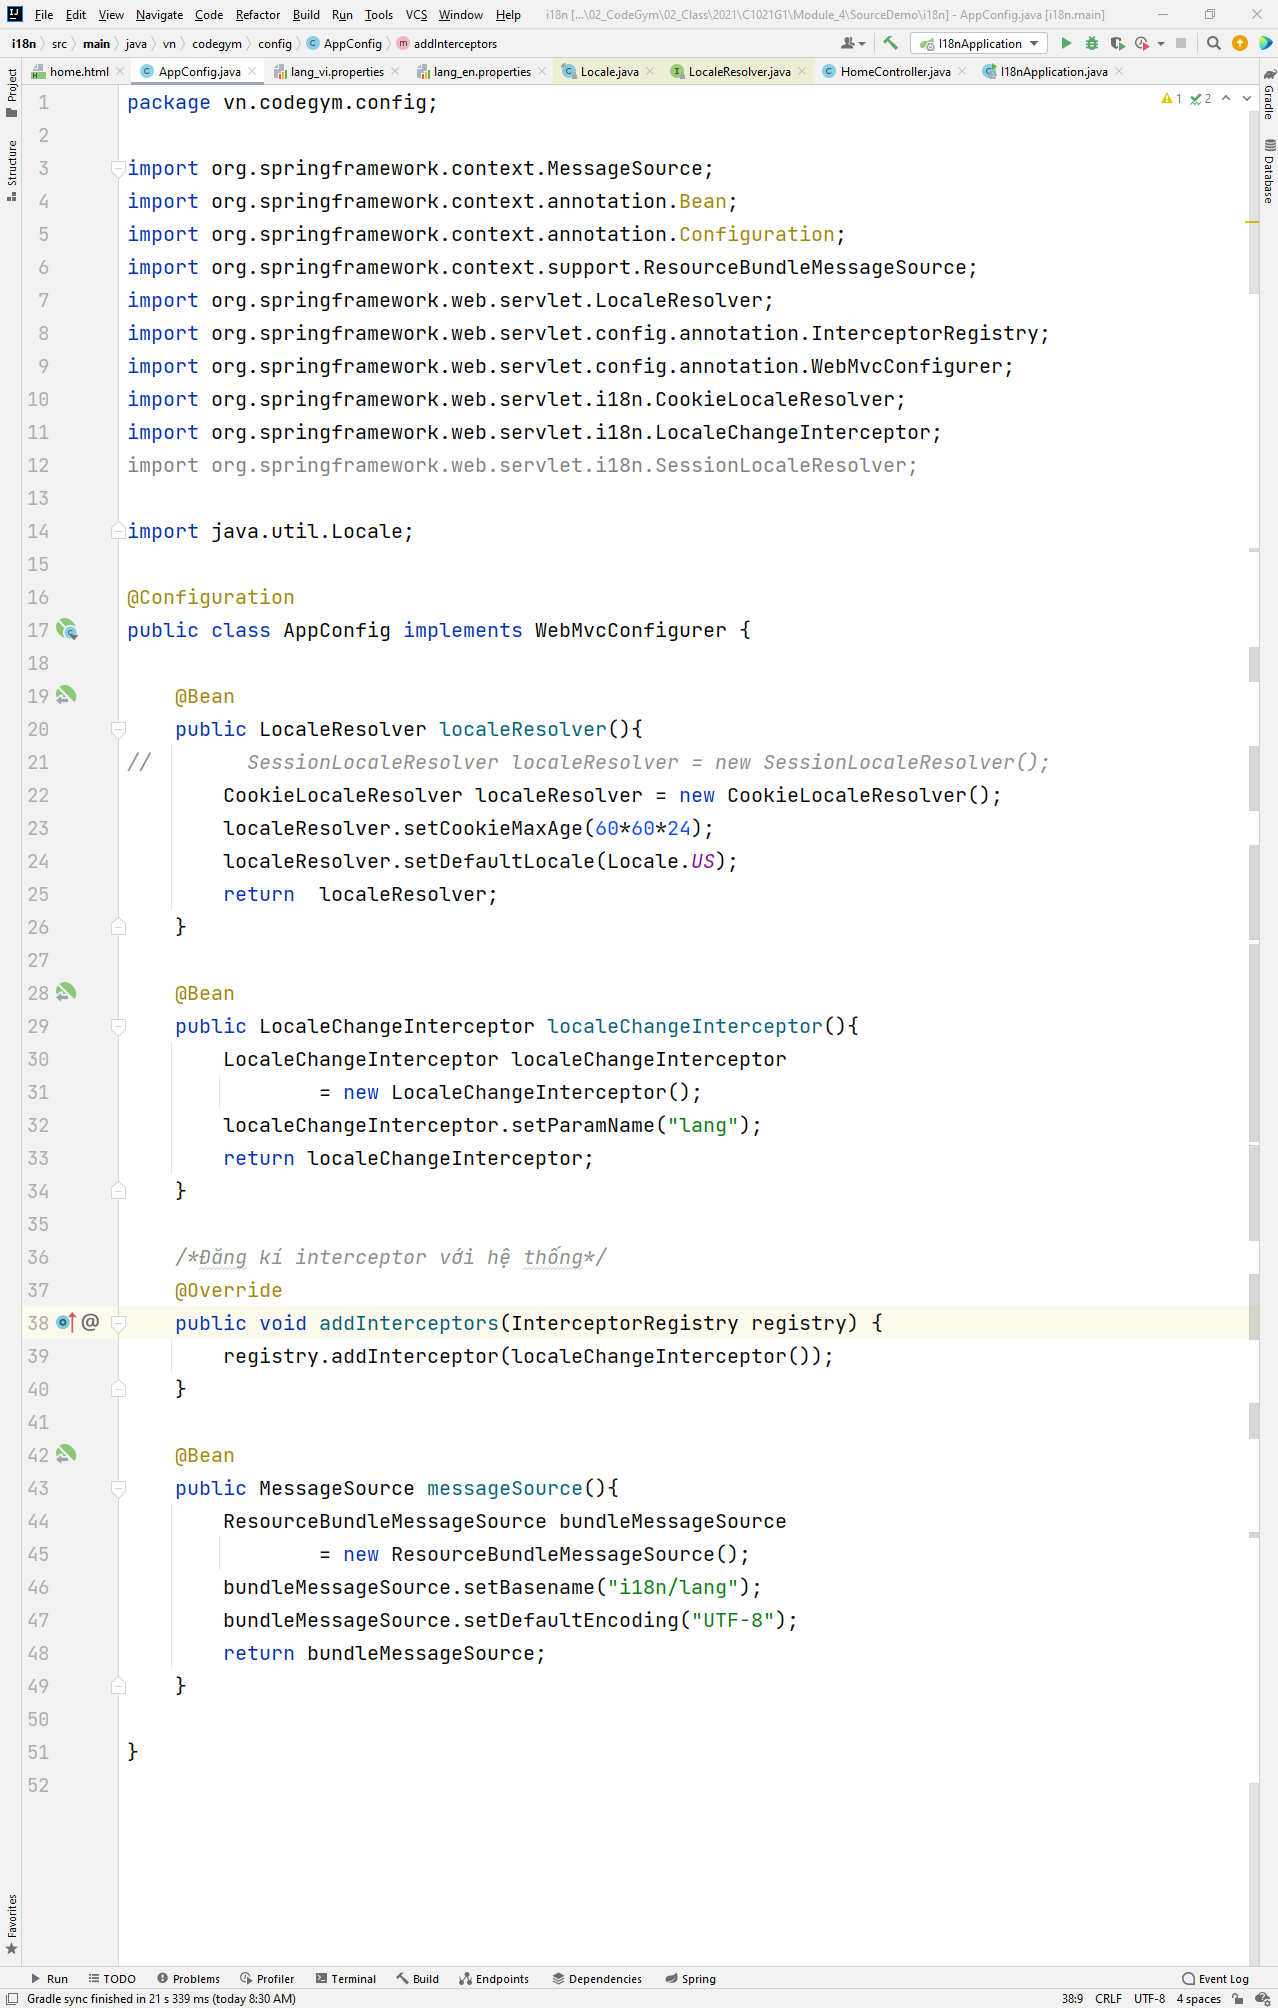 File Edit View Navigate Code Refactor Build Run Tools VCS Window Help i18n [...\02_CodeGym\02_Class\2021\C1021G1\Module_4\SourceDemo\i18n] - AppConfig.java [i18n.main]
i18n src main java vn codegym config AppConfig addInterceptors I18nApplication
home.html AppConfig.java lang_vi.properties lang_en.properties Locale.java LocaleResolver.java HomeController.java I18nApplication.java
Project
Structure
Favorites
Gradle
Database
1 2
1 package vn.codegym.config;
2
3 import org.springframework.context.MessageSource;
4 import org.springframework.context.annotation.Bean;
5 import org.springframework.context.annotation.Configuration;
6 import org.springframework.context.support.ResourceBundleMessageSource;
7 import org.springframework.web.servlet.LocaleResolver;
8 import org.springframework.web.servlet.config.annotation.InterceptorRegistry;
9 import org.springframework.web.servlet.config.annotation.WebMvcConfigurer;
10 import org.springframework.web.servlet.i18n.CookieLocaleResolver;
11 import org.springframework.web.servlet.i18n.LocaleChangeInterceptor;
12 import org.springframework.web.servlet.i18n.SessionLocaleResolver;
13
14 import java.util.Locale;
15
16 @Configuration
17 public class AppConfig implements WebMvcConfigurer {
18
19     @Bean
20     public LocaleResolver localeResolver(){
21 //        SessionLocaleResolver localeResolver = new SessionLocaleResolver();
22         CookieLocaleResolver localeResolver = new CookieLocaleResolver();
23         localeResolver.setCookieMaxAge(60*60*24);
24         localeResolver.setDefaultLocale(Locale.US);
25         return  localeResolver;
26     }
27
28     @Bean
29     public LocaleChangeInterceptor localeChangeInterceptor(){
30         LocaleChangeInterceptor localeChangeInterceptor
31                 = new LocaleChangeInterceptor();
32         localeChangeInterceptor.setParamName("lang");
33         return localeChangeInterceptor;
34     }
35
36     /*Đăng kí interceptor với hệ thống*/
37     @Override
38 @     public void addInterceptors(InterceptorRegistry registry) {
39         registry.addInterceptor(localeChangeInterceptor());
40     }
41
42     @Bean
43     public MessageSource messageSource(){
44         ResourceBundleMessageSource bundleMessageSource
45                 = new ResourceBundleMessageSource();
46         bundleMessageSource.setBasename("i18n/lang");
47         bundleMessageSource.setDefaultEncoding("UTF-8");
48         return bundleMessageSource;
49     }
50
51 }
52
Run TODO Problems Profiler Terminal Build Endpoints Dependencies Spring Event Log
Gradle sync finished in 21 s 339 ms (today 8:30 AM) 38:9 CRLF UTF-8 4 spaces